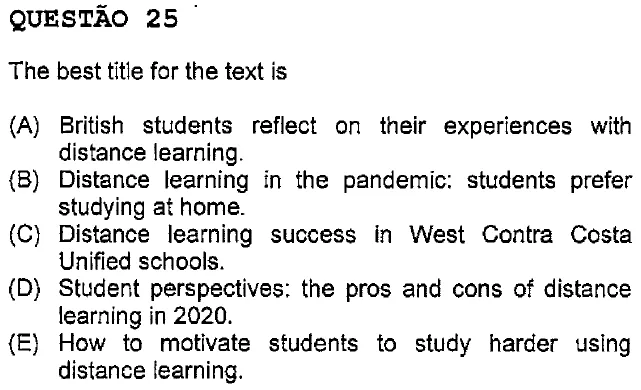 QUESTÃO 25
The best title for the text is
(A) British students reflect on their experiences with
distance learning.
(B) Distance learning in the pandemic: students prefer
studying at home.
(C) Distance learning success in West Contra Costa
Unified schools.
(D) Student perspectives: the pros and cons of distance
learning in 2020.
(E) How to motivate students to study harder using
distance learning.